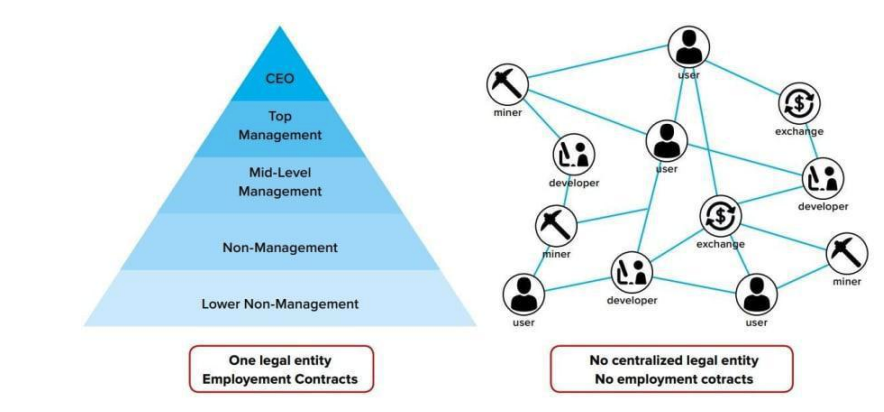 CEO
Top
Management
Mid-Level
Management
Non-Management
Lower Non-Management
One legal entity
Employement Contracts
user
miner
exchange
user
developer
developer
exchange
miner
miner
developer
user
user
No centralized legal entity
No employment cotracts